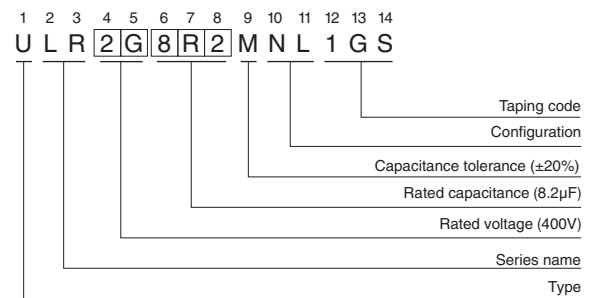 1 2 3 4 5 6 7 8 9 10 11 12 13 14
U L R 2 G 8 R 2 M N L 1 G S
Taping code
Configuration
Capacitance tolerance (±20%)
Rated capacitance (8.2µF)
Rated voltage (400V)
Series name
Type